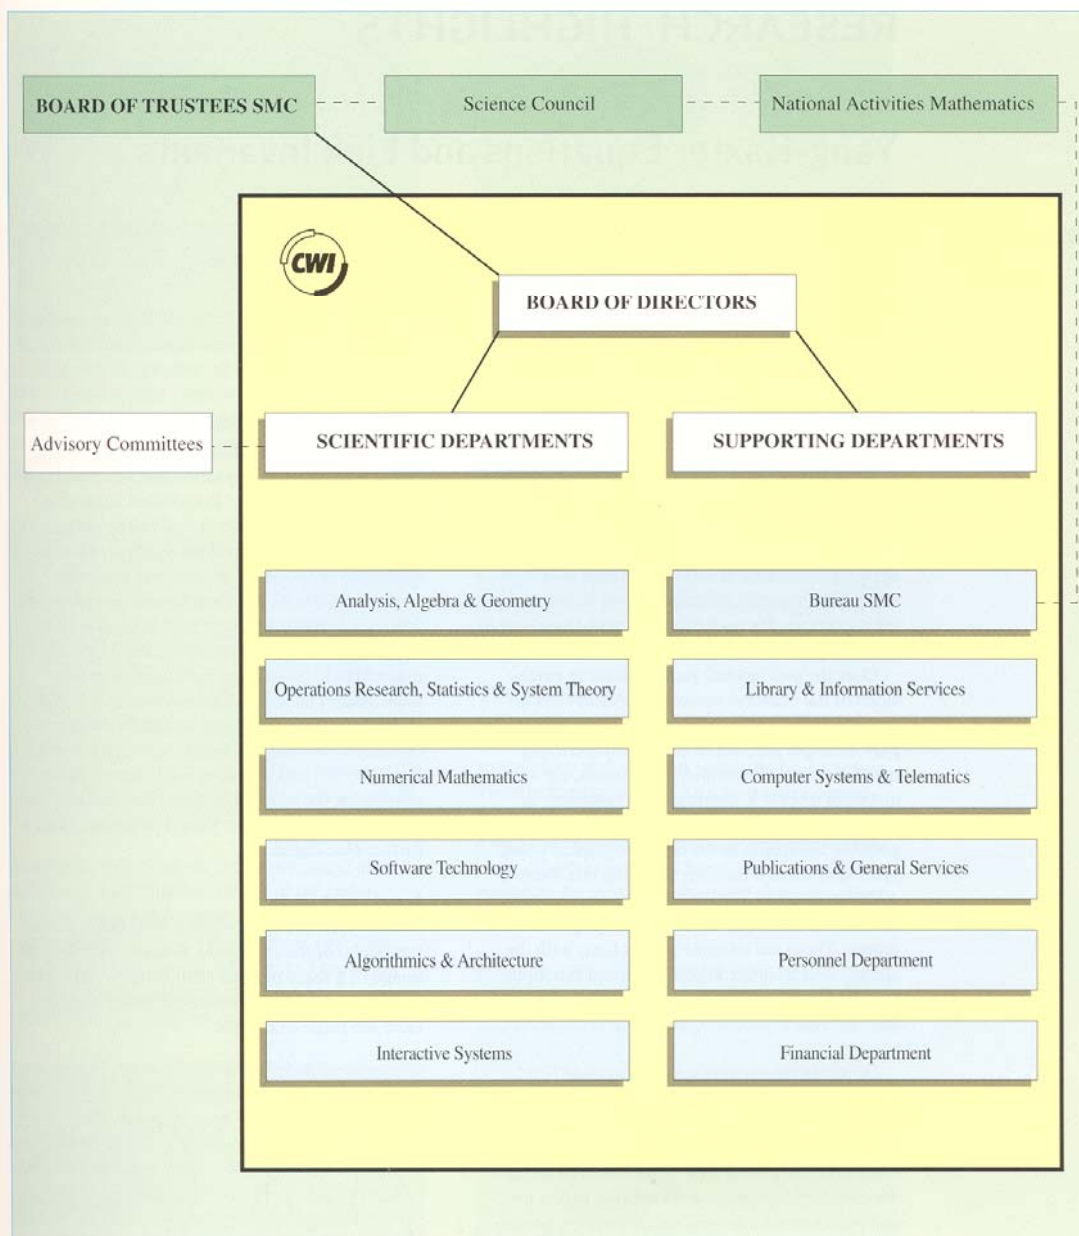 BOARD OF TRUSTEES SMC
Science Council
National Activities Mathematics
CWI
BOARD OF DIRECTORS
Advisory Committees
SCIENTIFIC DEPARTMENTS
SUPPORTING DEPARTMENTS
Analysis, Algebra & Geometry
Bureau SMC
Operations Research, Statistics & System Theory
Library & Information Services
Numerical Mathematics
Computer Systems & Telematics
Software Technology
Publications & General Services
Algorithmics & Architecture
Personnel Department
Interactive Systems
Financial Department